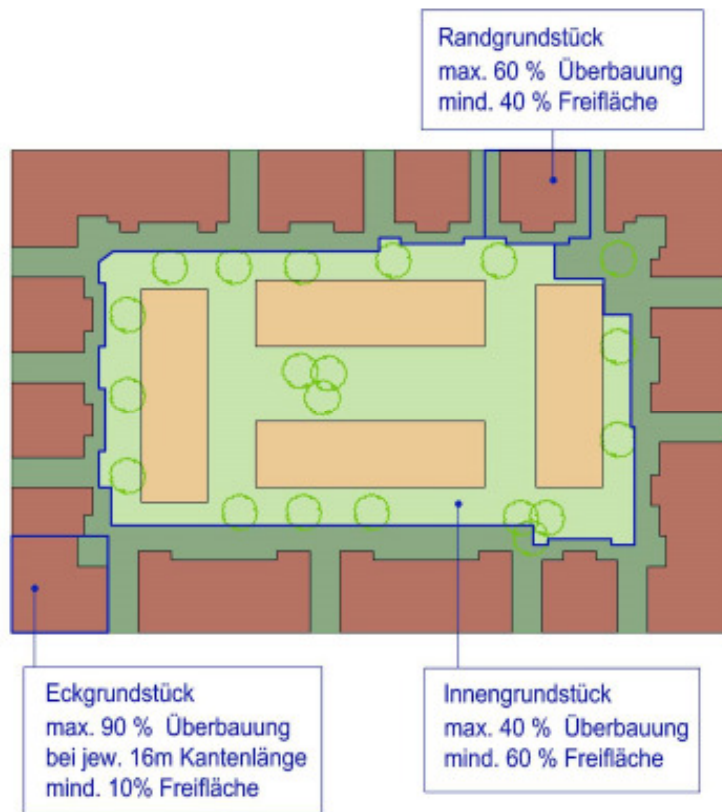 Randgrundstück
max. 60 % Überbauung
mind. 40 % Freifläche
Eckgrundstück
max. 90 % Überbauung
bei jew. 16m Kantenlänge
mind. 10% Freifläche
Innengrundstück
max. 40 % Überbauung
mind. 60 % Freifläche